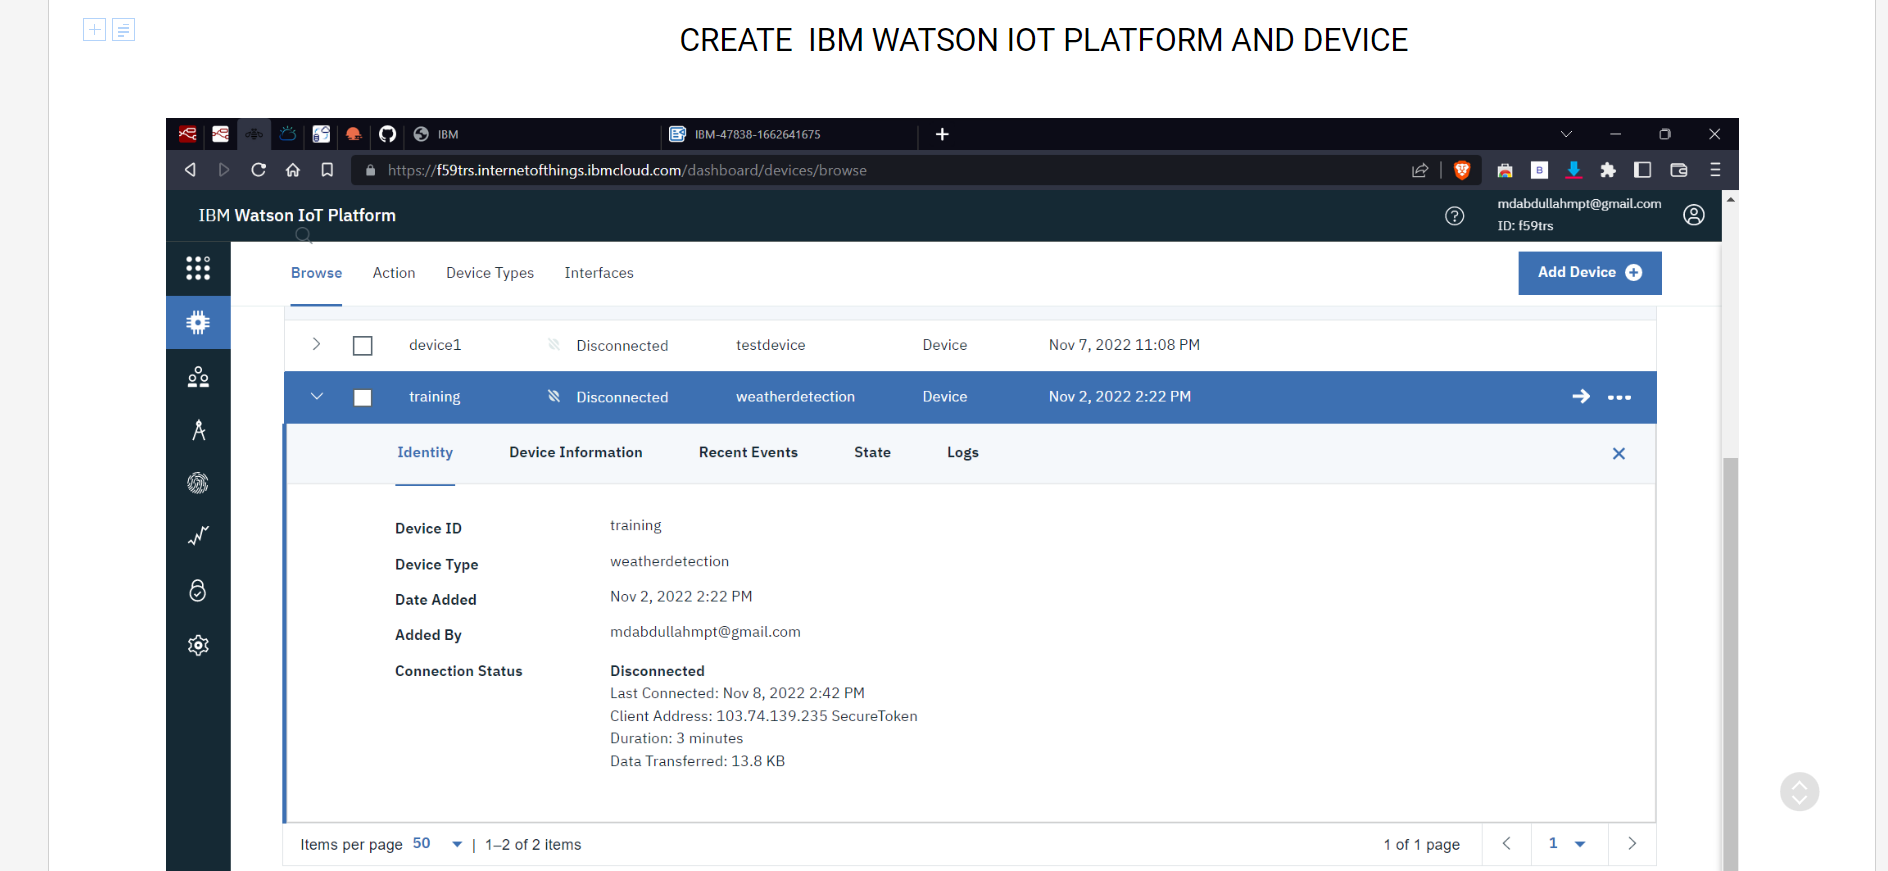 CREATE IBM WATSON IOT PLATFORM AND DEVICE
IBM
IBM-47838-1662641675
https://f59trs.internetofthings.ibmcloud.com/dashboard/devices/browse
B
IBM Watson IoT Platform
mdabdullahmpt@gmail.com
ID: f59trs
Browse Action Device Types Interfaces
Add Device
device1 Disconnected testdevice Device Nov 7, 2022 11:08 PM
training Disconnected weatherdetection Device Nov 2, 2022 2:22 PM
Identity Device Information Recent Events State Logs
Device ID training
Device Type weatherdetection
Date Added Nov 2, 2022 2:22 PM
Added By mdabdullahmpt@gmail.com
Connection Status Disconnected
Last Connected: Nov 8, 2022 2:42 PM
Client Address: 103.74.139.235 SecureToken
Duration: 3 minutes
Data Transferred: 13.8 KB
Items per page 50 | 1–2 of 2 items 1 of 1 page 1